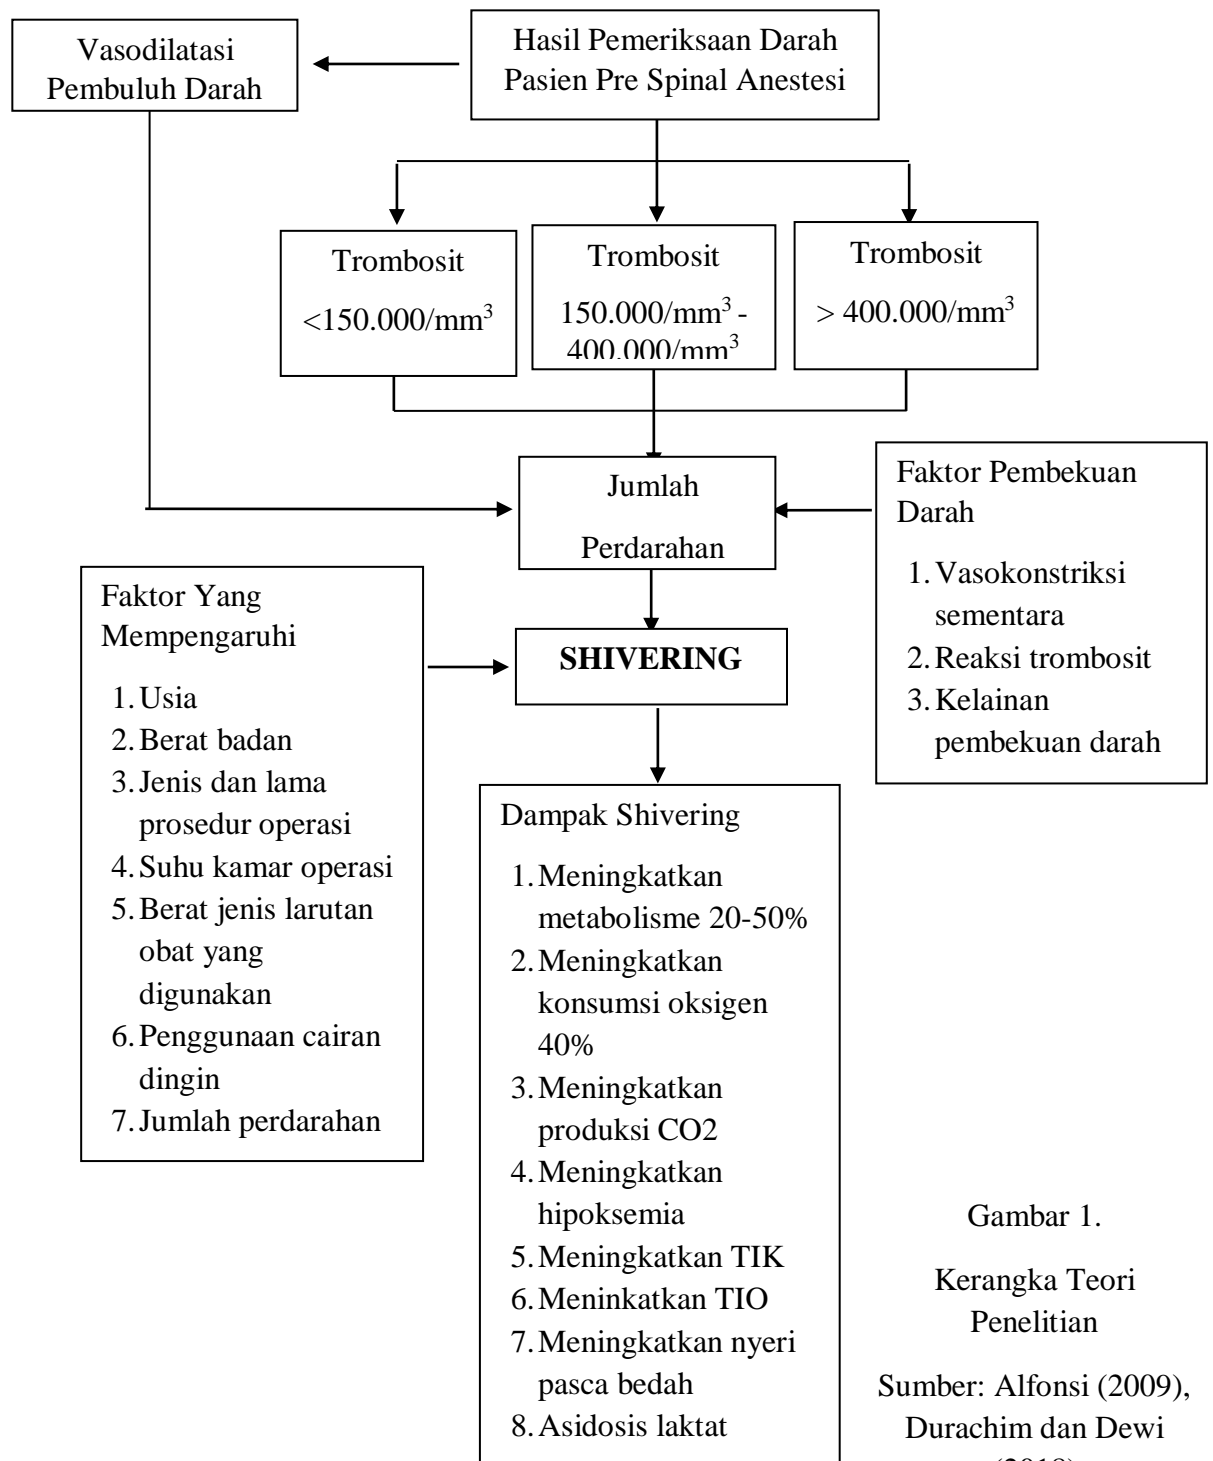 Vasodilatasi
Pembuluh Darah
Hasil Pemeriksaan Darah
Pasien Pre Spinal Anestesi
Trombosit
<150.000/mm³
Trombosit
150.000/mm³ -
400.000/mm³
Trombosit
> 400.000/mm³
Jumlah
Perdarahan
Faktor Pembekuan
Darah
1. Vasokonstriksi
sementara
2. Reaksi trombosit
3. Kelainan
pembekuan darah
Faktor Yang
Mempengaruhi
1. Usia
2. Berat badan
3. Jenis dan lama
prosedur operasi
4. Suhu kamar operasi
5. Berat jenis larutan
obat yang
digunakan
6. Penggunaan cairan
dingin
7. Jumlah perdarahan
SHIVERING
Dampak Shivering
1. Meningkatkan
metabolisme 20-50%
2. Meningkatkan
konsumsi oksigen
40%
3. Meningkatkan
produksi CO2
4. Meningkatkan
hipoksemia
5. Meningkatkan TIK
6. Meninkatkan TIO
7. Meningkatkan nyeri
pasca bedah
8. Asidosis laktat
Gambar 1.
Kerangka Teori
Penelitian
Sumber: Alfonsi (2009),
Durachim dan Dewi